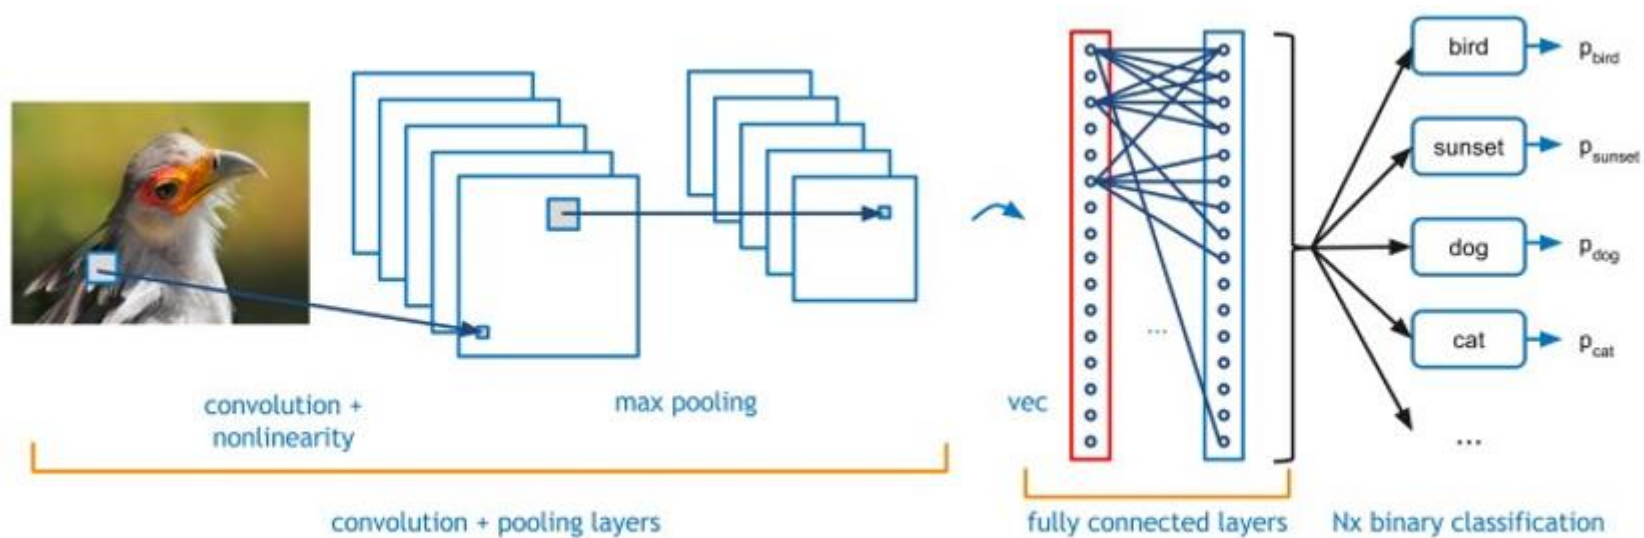 bird
p_bird
sunset
p_sunset
dog
p_dog
cat
p_cat
...
...
convolution +
nonlinearity
max pooling
vec
convolution + pooling layers
fully connected layers
Nx binary classification